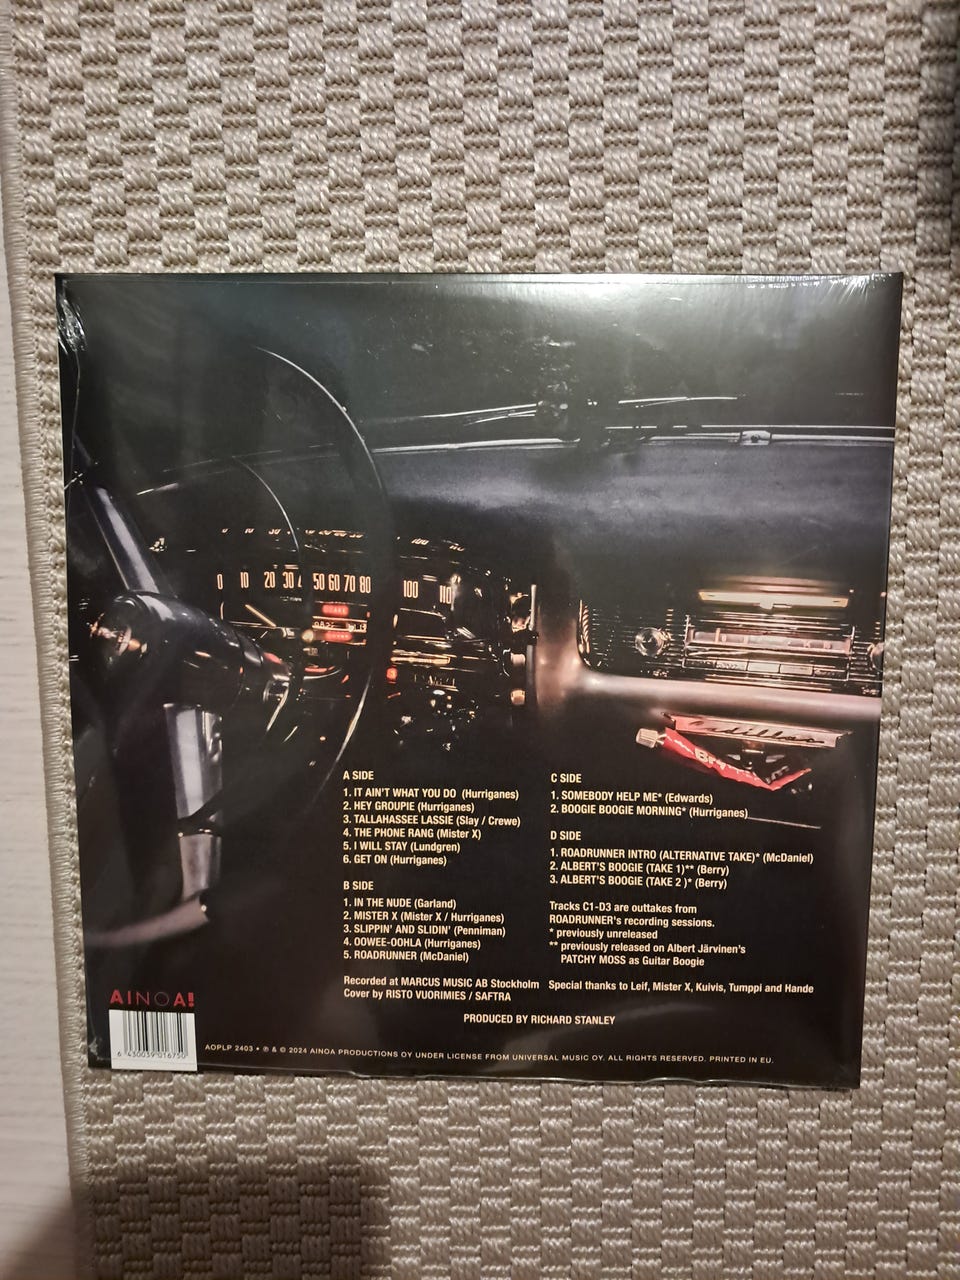 0 10 20 30 4 50 60 70 80 100 110
BRAKE
Cadillac
A SIDE
1. IT AIN'T WHAT YOU DO (Hurriganes)
2. HEY GROUPIE (Hurriganes)
3. TALLAHASSEE LASSIE (Slay / Crewe)
4. THE PHONE RANG (Mister X)
5. I WILL STAY (Lundgren)
6. GET ON (Hurriganes)
B SIDE
1. IN THE NUDE (Garland)
2. MISTER X (Mister X / Hurriganes)
3. SLIPPIN' AND SLIDIN' (Penniman)
4. OOWEE-OOHLA (Hurriganes)
5. ROADRUNNER (McDaniel)
C SIDE
1. SOMEBODY HELP ME* (Edwards)
2. BOOGIE BOOGIE MORNING* (Hurriganes)
D SIDE
1. ROADRUNNER INTRO (ALTERNATIVE TAKE)* (McDaniel)
2. ALBERT'S BOOGIE (TAKE 1)** (Berry)
3. ALBERT'S BOOGIE (TAKE 2 )* (Berry)
Tracks C1-D3 are outtakes from
ROADRUNNER's recording sessions.
* previously unreleased
** previously released on Albert Järvinen's
PATCHY MOSS as Guitar Boogie
Recorded at MARCUS MUSIC AB Stockholm
Cover by RISTO VUORIMIES / SAFTRA
Special thanks to Leif, Mister X, Kuivis, Tumppi and Hande
PRODUCED BY RICHARD STANLEY
AINOA!
6 430059 016750
AOPLP 2403 • ℗ & © 2024 AINOA PRODUCTIONS OY UNDER LICENSE FROM UNIVERSAL MUSIC OY. ALL RIGHTS RESERVED. PRINTED IN EU.